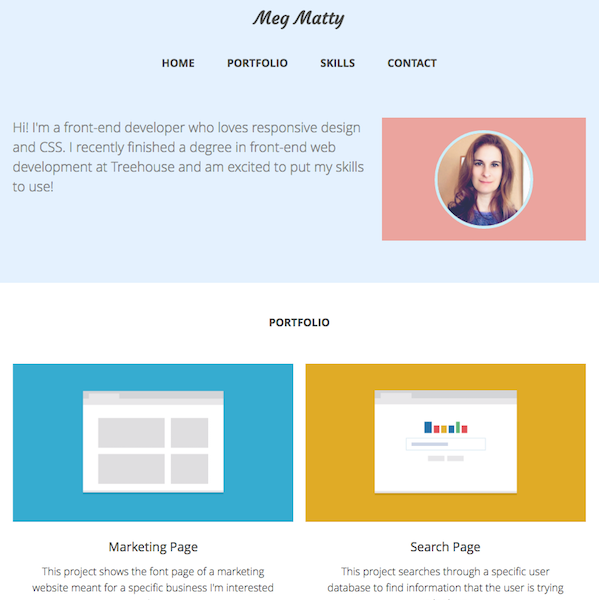 Meg Matty
HOME PORTFOLIO SKILLS CONTACT
Hi! I'm a front-end developer who loves responsive design
and CSS. I recently finished a degree in front-end web
development at Treehouse and am excited to put my skills
to use!
PORTFOLIO
Marketing Page
This project shows the font page of a marketing
website meant for a specific business I'm interested
Search Page
This project searches through a specific user
database to find information that the user is trying